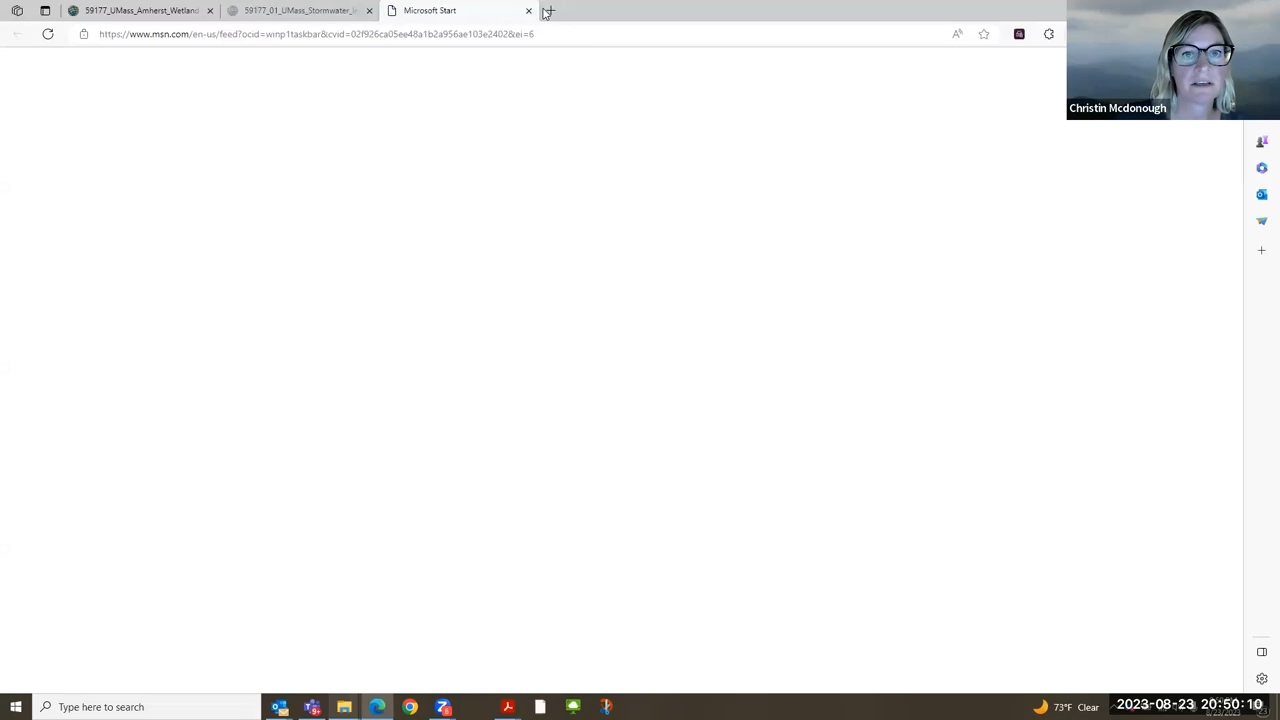 59177_UMass_Amherst_Wetland
59177_01_UMass_Stormwater_
Microsoft Start
https://www.msn.com/en-us/feed?ocid=winp1taskbar&cvid=02f926ca05ee48a1b2a956ae103e2402&ei=6
Christin Mcdonough
Type here to search
73°F Clear
2023-08-23 20:50:10